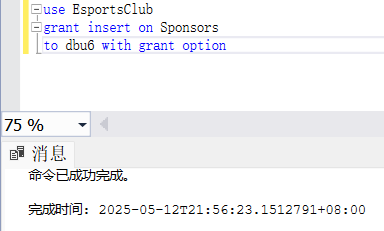 use EsportsClub
grant insert on Sponsors
to dbu6 with grant option
75 %
消息
命令已成功完成。
完成时间: 2025-05-12T21:56:23.1512791+08:00